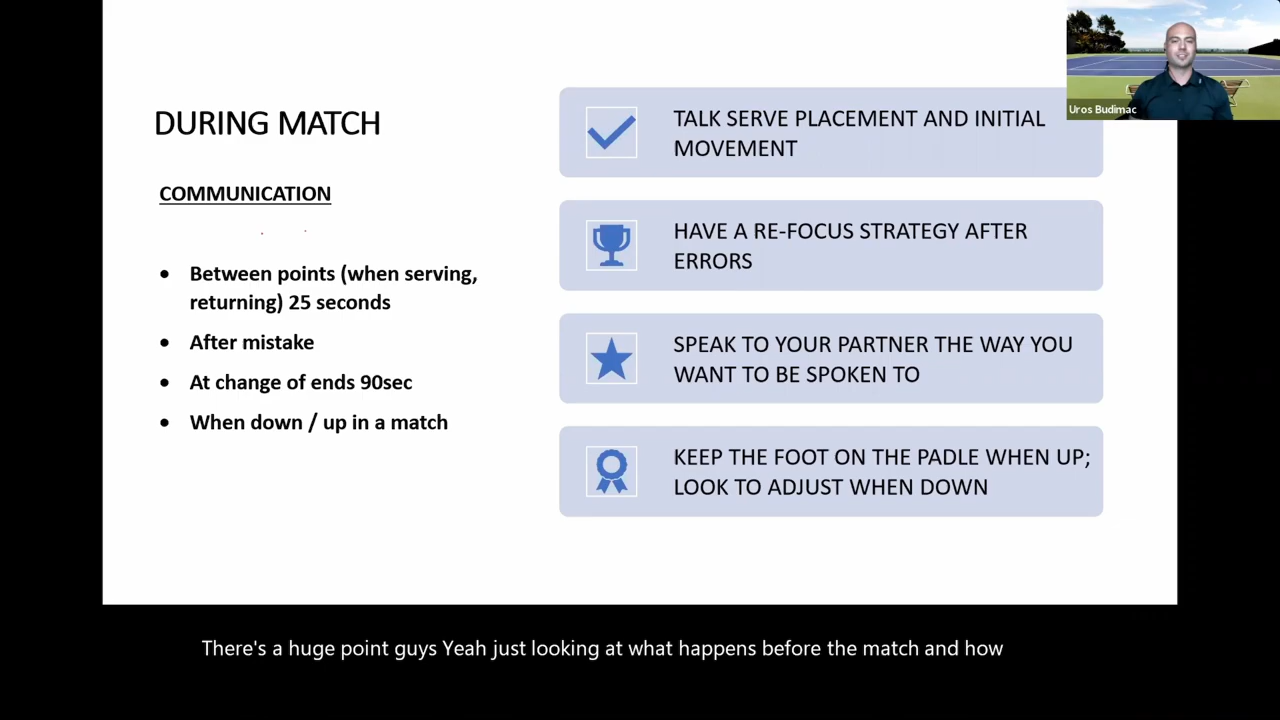 DURING MATCH
COMMUNICATION
• Between points (when serving,
returning) 25 seconds
• After mistake
• At change of ends 90sec
• When down / up in a match
TALK SERVE PLACEMENT AND INITIAL
MOVEMENT
HAVE A RE-FOCUS STRATEGY AFTER
ERRORS
SPEAK TO YOUR PARTNER THE WAY YOU
WANT TO BE SPOKEN TO
KEEP THE FOOT ON THE PADLE WHEN UP;
LOOK TO ADJUST WHEN DOWN
Uros Budimac
There's a huge point guys Yeah just looking at what happens before the match and how